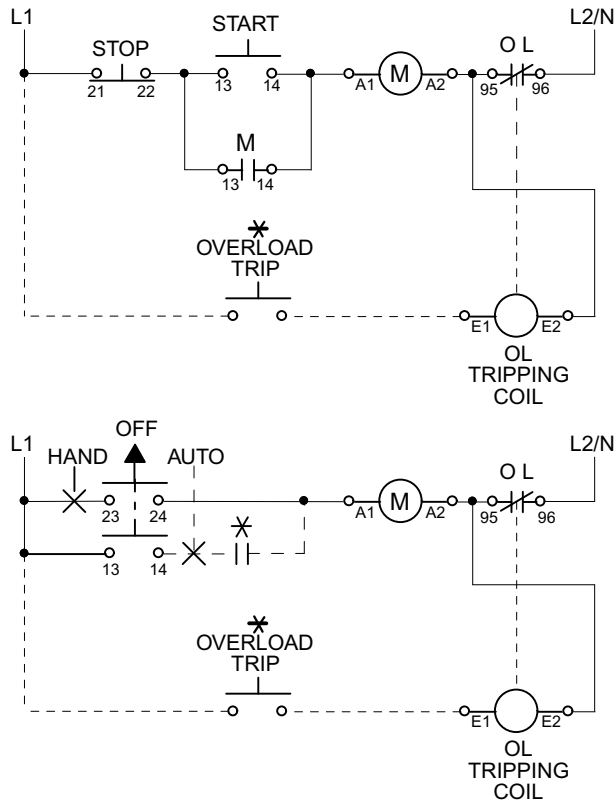 L1
L2/N
STOP
START
O L
21 22
13 14
A1 M A2
95 96
M
13 14
OVERLOAD
TRIP
E1 E2
OL
TRIPPING
COIL
L1
HAND
OFF
AUTO
L2/N
O L
23 24
A1 M A2
95 96
13 14
OVERLOAD
TRIP
E1 E2
OL
TRIPPING
COIL